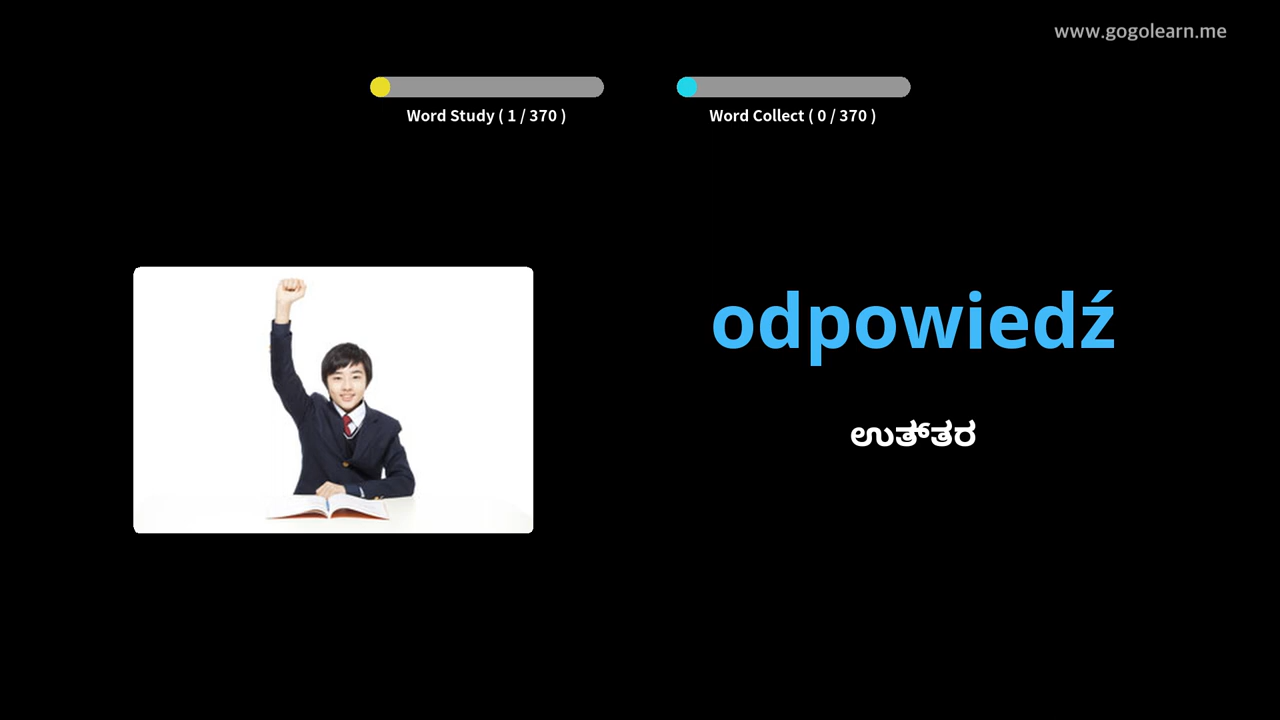 www.gogolearn.me
Word Study ( 1 / 370 )
Word Collect ( 0 / 370 )
odpowiedź
ಉತ್ತರ